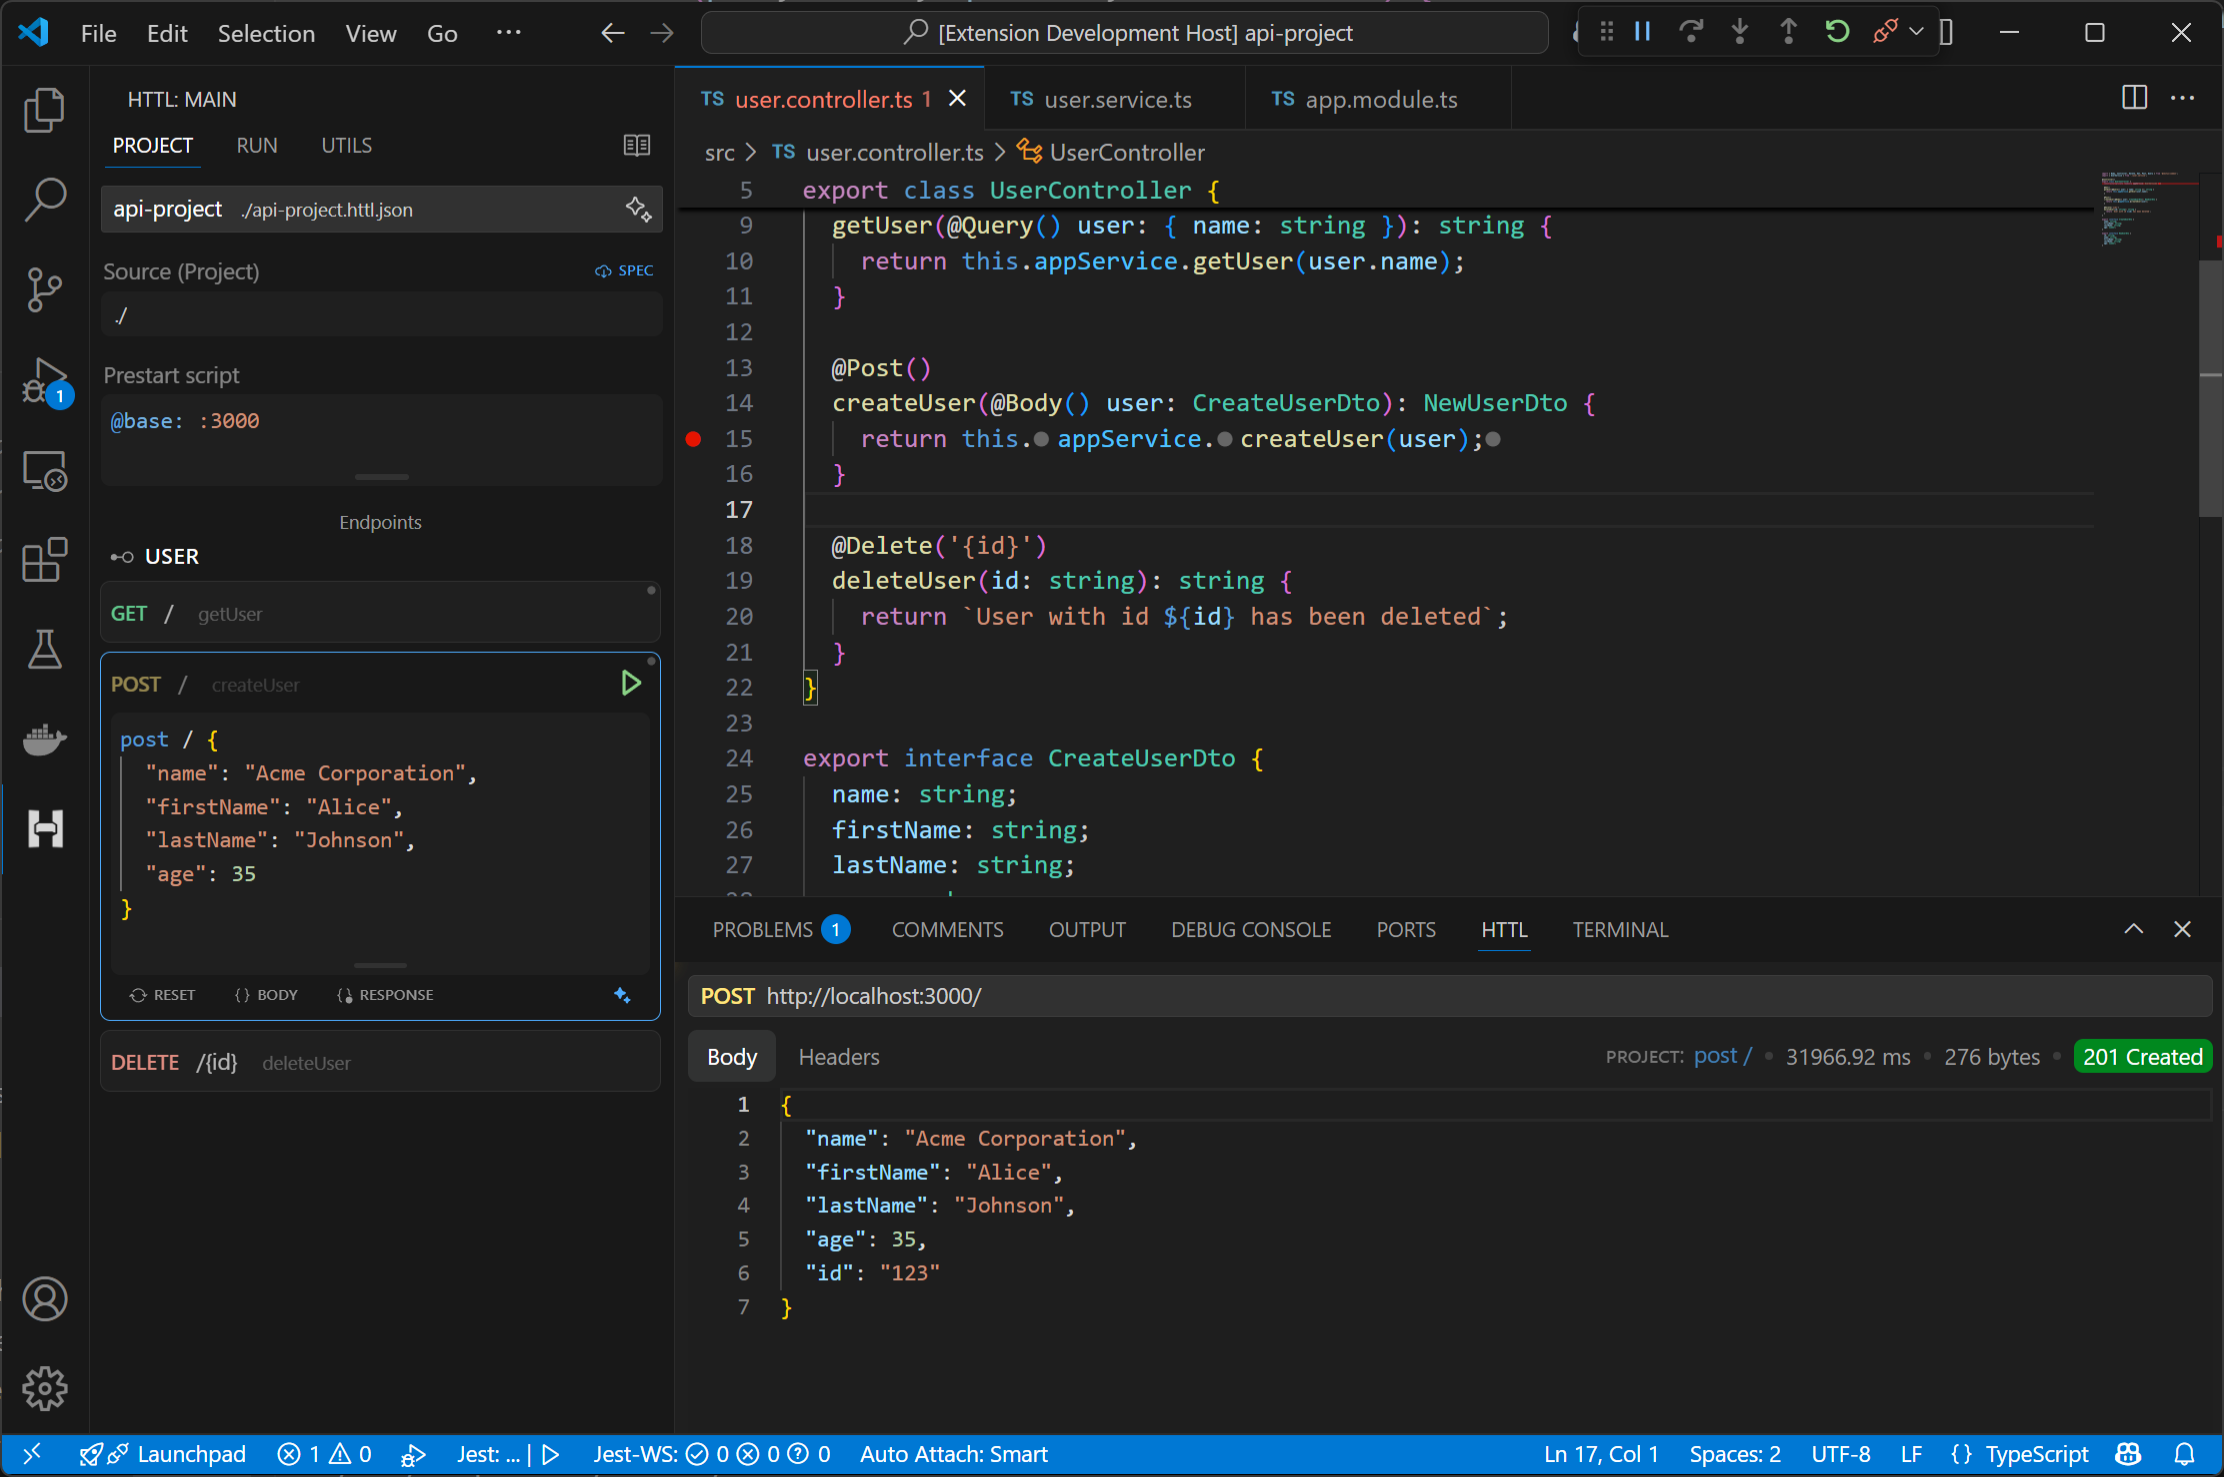 File Edit Selection View Go ··· [Extension Development Host] api-project
HTTL: MAIN
PROJECT RUN UTILS
api-project ./api-project.httl.json
Source (Project) SPEC
./
Prestart script
@base: :3000
Endpoints
USER
GET / getUser
POST / createUser
post / {
"name": "Acme Corporation",
"firstName": "Alice",
"lastName": "Johnson",
"age": 35
}
RESET {} BODY RESPONSE
DELETE /{id} deleteUser
1
TS user.controller.ts 1 TS user.service.ts TS app.module.ts
src > TS user.controller.ts > UserController
5 export class UserController {
9 getUser(@Query() user: { name: string }): string {
10 return this.appService.getUser(user.name);
11 }
12
13 @Post()
14 createUser(@Body() user: CreateUserDto): NewUserDto {
15 return this.appService.createUser(user);
16 }
17
18 @Delete('{id}')
19 deleteUser(id: string): string {
20 return `User with id ${id} has been deleted`;
21 }
22 }
23
24 export interface CreateUserDto {
25 name: string;
26 firstName: string;
27 lastName: string;
PROBLEMS 1 COMMENTS OUTPUT DEBUG CONSOLE PORTS HTTL TERMINAL
POST http://localhost:3000/
Body Headers PROJECT: post / • 31966.92 ms • 276 bytes • 201 Created
1 {
2 "name": "Acme Corporation",
3 "firstName": "Alice",
4 "lastName": "Johnson",
5 "age": 35,
6 "id": "123"
7 }
Launchpad 1 0 Jest: ... | Jest-WS: 0 0 0 Auto Attach: Smart Ln 17, Col 1 Spaces: 2 UTF-8 LF {} TypeScript